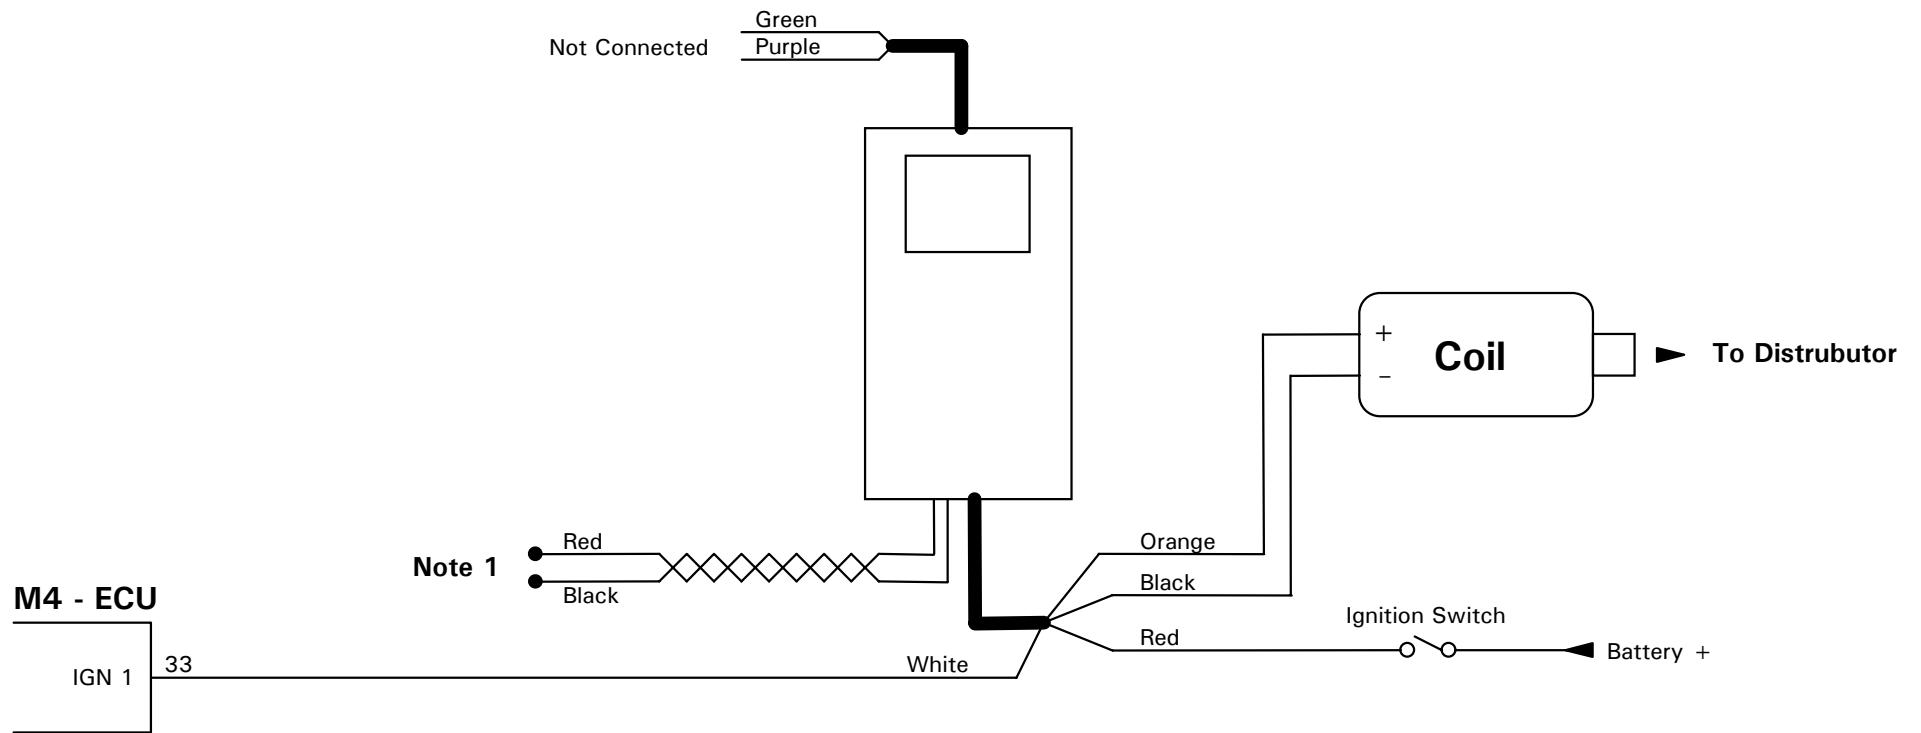 Green
Not Connected
Purple
+
Coil
To Distrubutor
−
Red
Orange
Note 1
Black
Black
M4 - ECU
Ignition Switch
Red
Battery +
33
White
IGN 1